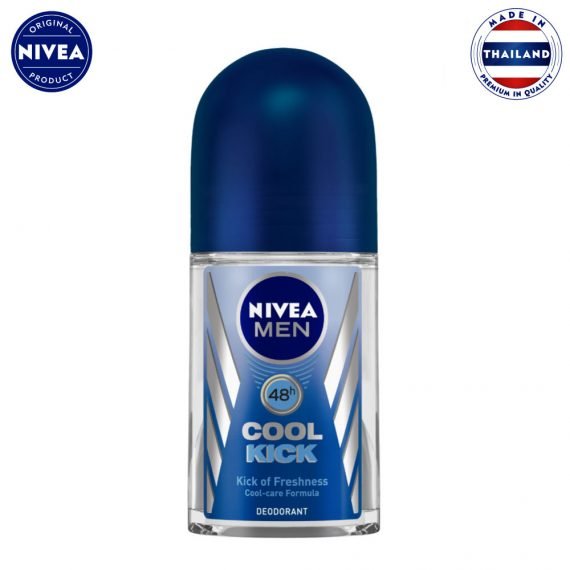 ORIGINAL
NIVEA
PRODUCT
MADE IN
THAILAND
PREMIUM IN QUALITY
NIVEA
MEN
48h
COOL
KICK
Kick of Freshness
Cool-care Formula
DEODORANT